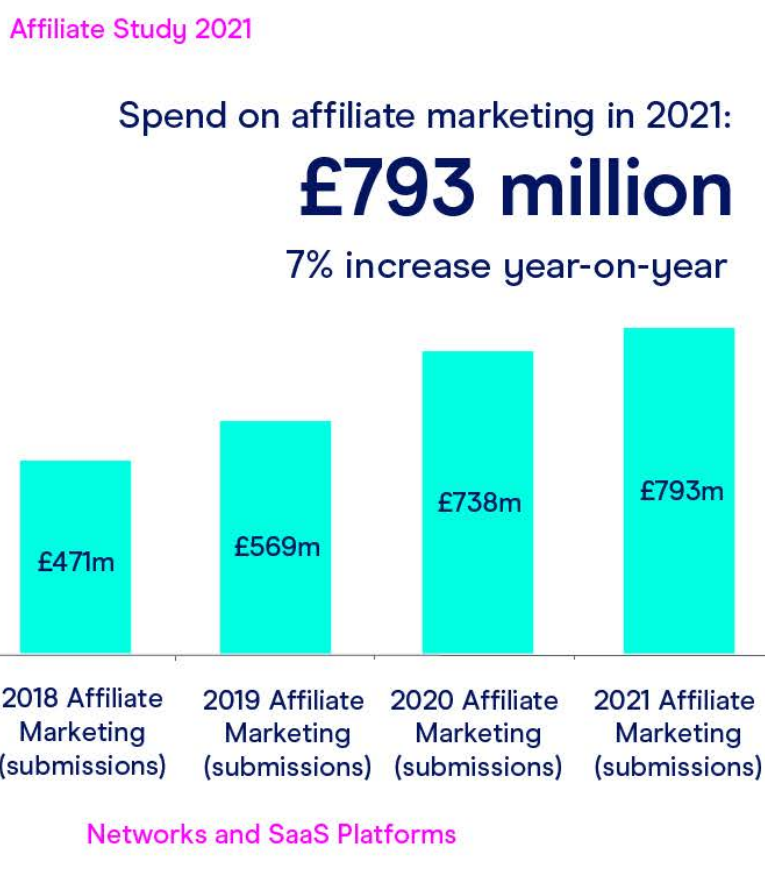 Affiliate Study 2021
Spend on affiliate marketing in 2021:
£793 million
7% increase year-on-year
£471m
£569m
£738m
£793m
2018 Affiliate
Marketing
(submissions)
2019 Affiliate
Marketing
(submissions)
2020 Affiliate
Marketing
(submissions)
2021 Affiliate
Marketing
(submissions)
Networks and SaaS Platforms